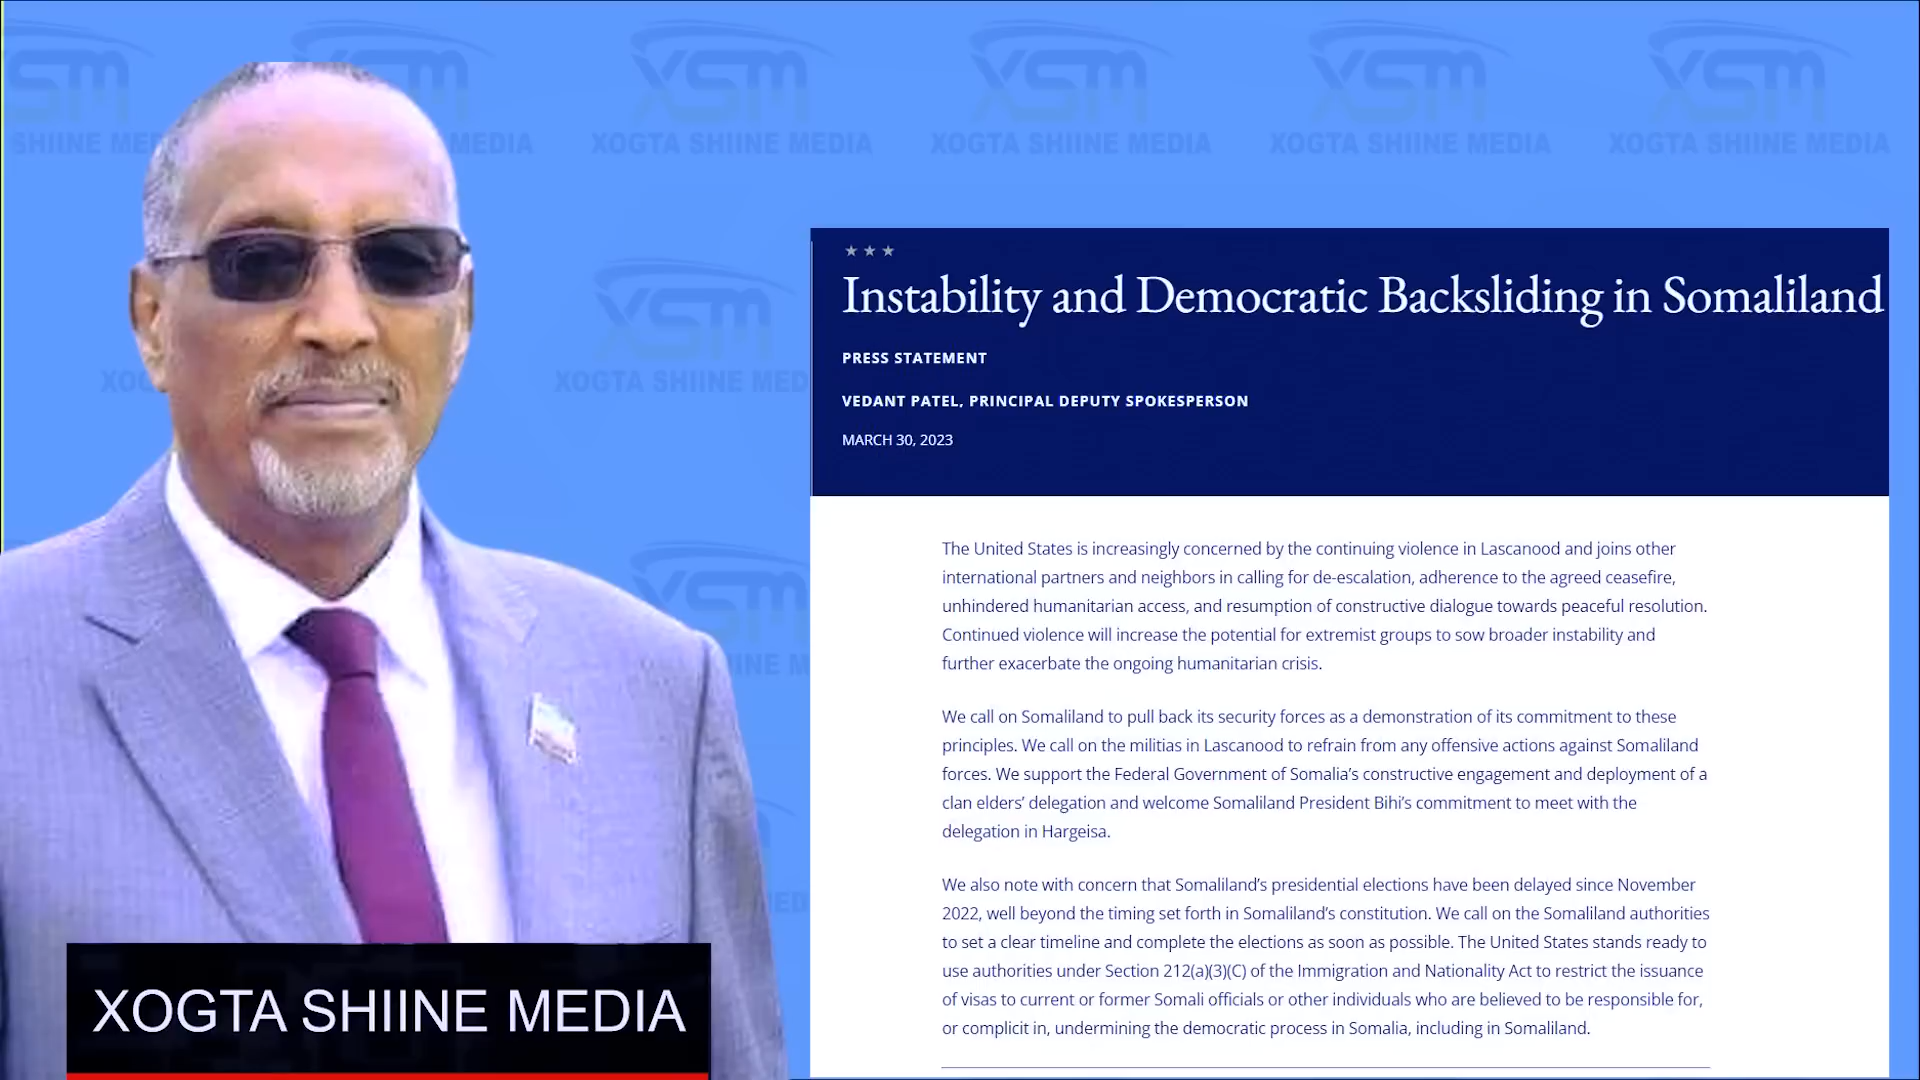 XSM XSM XSM XSM
SHIINE MEDIA XOGTA SHIINE MEDIA XOGTA SHIINE MEDIA XOGTA SHIINE MEDIA XOGTA SHIINE MEDIA
★ ★ ★
Instability and Democratic Backsliding in Somaliland
XSM
PRESS STATEMENT
XOGTA SHIINE MED
VEDANT PATEL, PRINCIPAL DEPUTY SPOKESPERSON
MARCH 30, 2023
The United States is increasingly concerned by the continuing violence in Lascanood and joins other
international partners and neighbors in calling for de-escalation, adherence to the agreed ceasefire,
unhindered humanitarian access, and resumption of constructive dialogue towards peaceful resolution.
Continued violence will increase the potential for extremist groups to sow broader instability and
further exacerbate the ongoing humanitarian crisis.
We call on Somaliland to pull back its security forces as a demonstration of its commitment to these
principles. We call on the militias in Lascanood to refrain from any offensive actions against Somaliland
forces. We support the Federal Government of Somalia's constructive engagement and deployment of a
clan elders' delegation and welcome Somaliland President Bihi's commitment to meet with the
delegation in Hargeisa.
We also note with concern that Somaliland's presidential elections have been delayed since November
2022, well beyond the timing set forth in Somaliland's constitution. We call on the Somaliland authorities
to set a clear timeline and complete the elections as soon as possible. The United States stands ready to
use authorities under Section 212(a)(3)(C) of the Immigration and Nationality Act to restrict the issuance
of visas to current or former Somali officials or other individuals who are believed to be responsible for,
or complicit in, undermining the democratic process in Somalia, including in Somaliland.
XOGTA SHIINE MEDIA